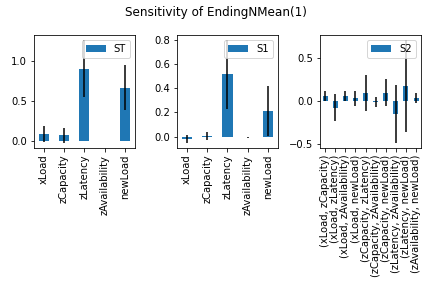 Sensitivity of EndingNMean(1)
ST
1.0
0.5
0.0
xLoad
zCapacity
zLatency
zAvailability
newLoad
S1
0.8
0.6
0.4
0.2
0.0
xLoad
zCapacity
zLatency
zAvailability
newLoad
S2
0.5
0.0
−0.5
(xLoad, zCapacity)
(xLoad, zLatency)
(xLoad, zAvailability)
(xLoad, newLoad)
(zCapacity, zLatency)
(zCapacity, zAvailability)
(zCapacity, newLoad)
(zLatency, zAvailability)
(zLatency, newLoad)
(zAvailability, newLoad)